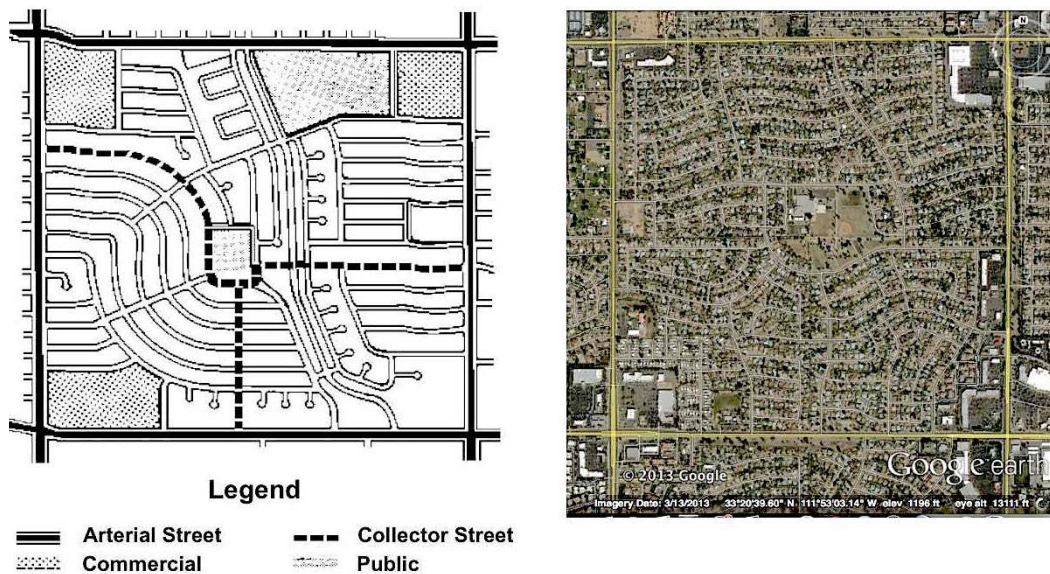 Legend
Arterial Street
Collector Street
Commercial
Public
N
© 2013 Google
Google earth
Imagery Date: 3/13/2013 33°20'39.60" N 111°53'03.14" W elev 1196 ft eye alt 13111 ft